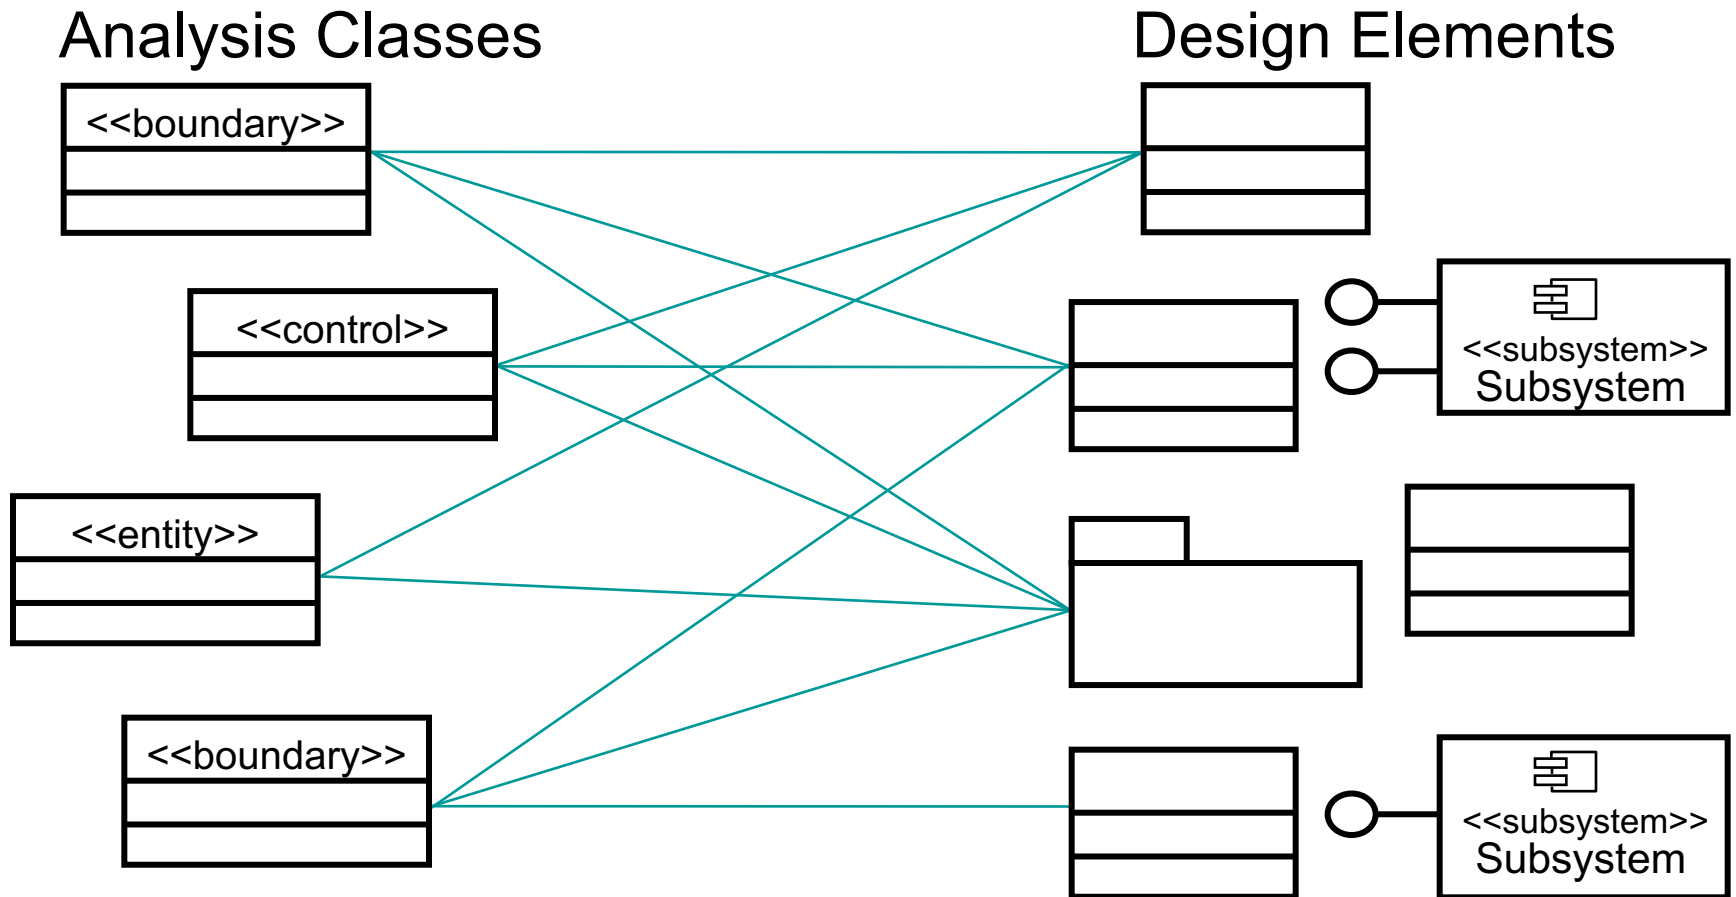 Analysis Classes
Design Elements
<<boundary>>
<<control>>
<<subsystem>>
Subsystem
<<entity>>
<<boundary>>
<<subsystem>>
Subsystem